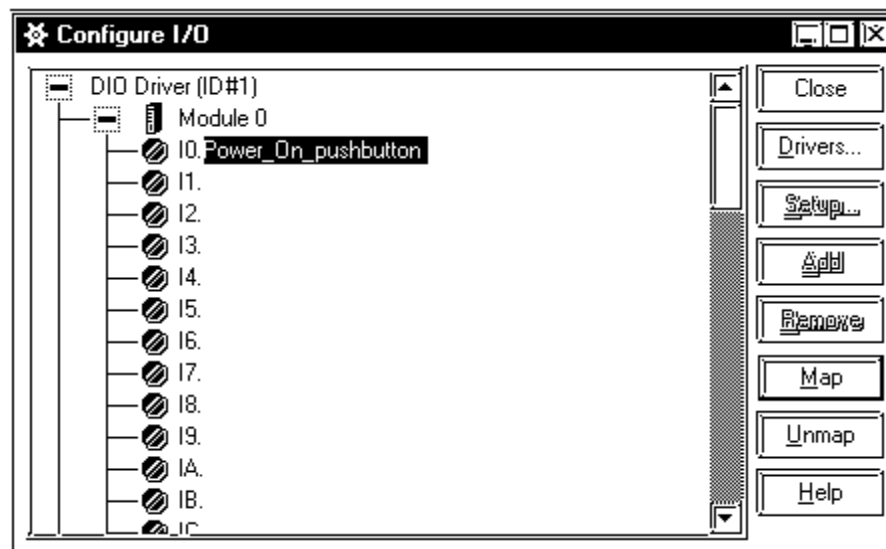 Configure I/O
DIO Driver (ID#1)
Module 0
I0.Power_On_pushbutton
I1.
I2.
I3.
I4.
I5.
I6.
I7.
I8.
I9.
IA.
IB.
IC
Close
Drivers...
Setup...
Add
Remove
Map
Unmap
Help